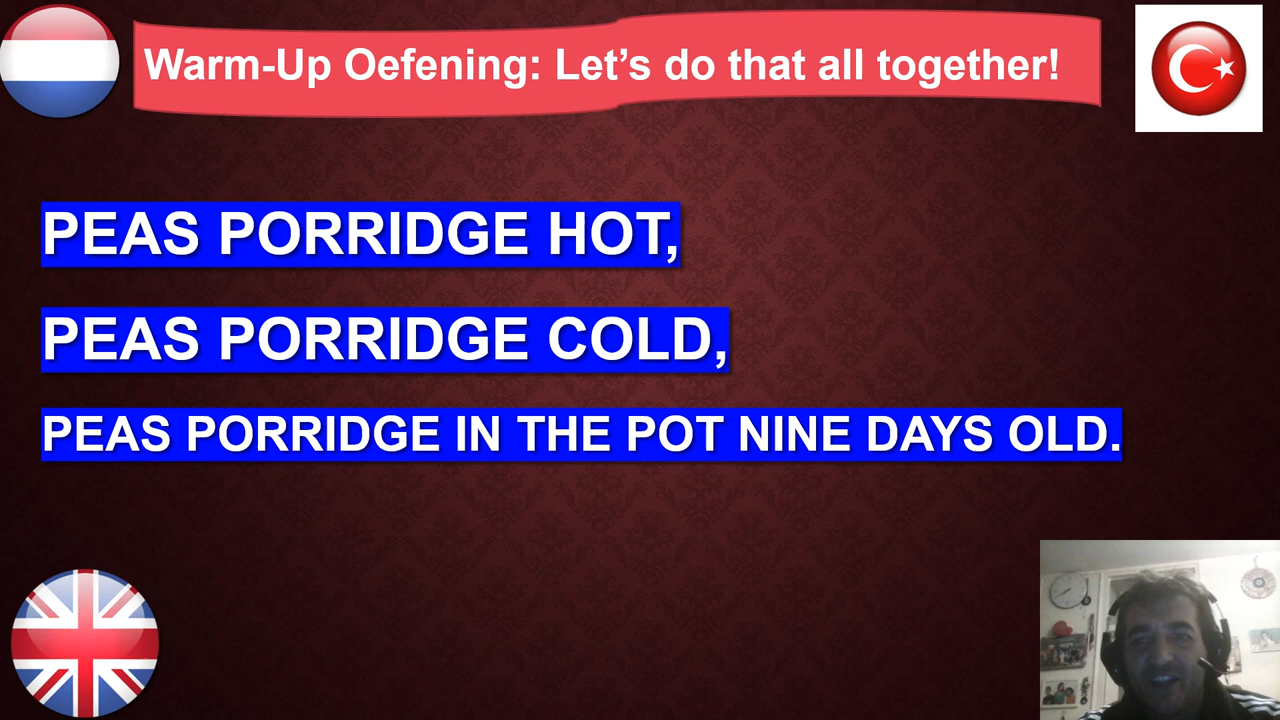 Warm-Up Oefening: Let’s do that all together!
PEAS PORRIDGE HOT,
PEAS PORRIDGE COLD,
PEAS PORRIDGE IN THE POT NINE DAYS OLD.